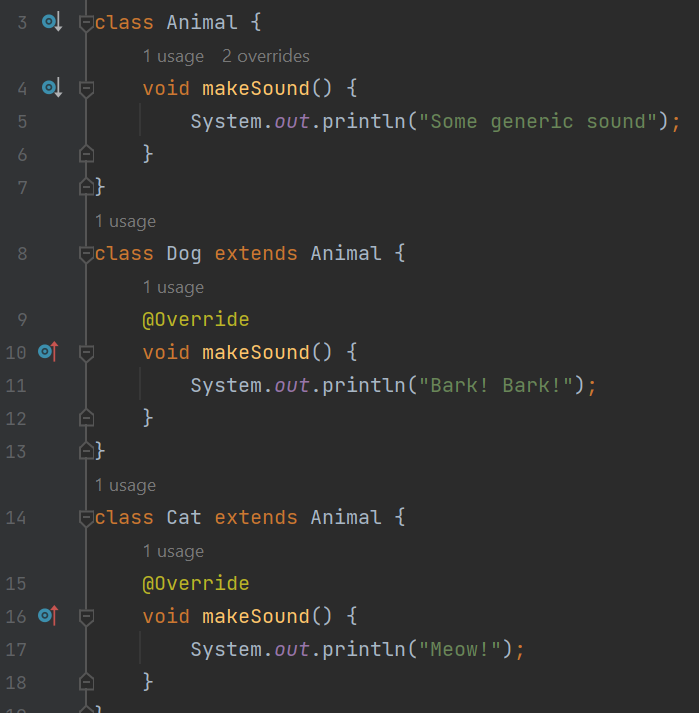 3 class Animal {
1 usage 2 overrides
4 void makeSound() {
5 System.out.println("Some generic sound");
6 }
7 }
1 usage
8 class Dog extends Animal {
1 usage
9 @Override
10 void makeSound() {
11 System.out.println("Bark! Bark!");
12 }
13 }
1 usage
14 class Cat extends Animal {
1 usage
15 @Override
16 void makeSound() {
17 System.out.println("Meow!");
18 }
}